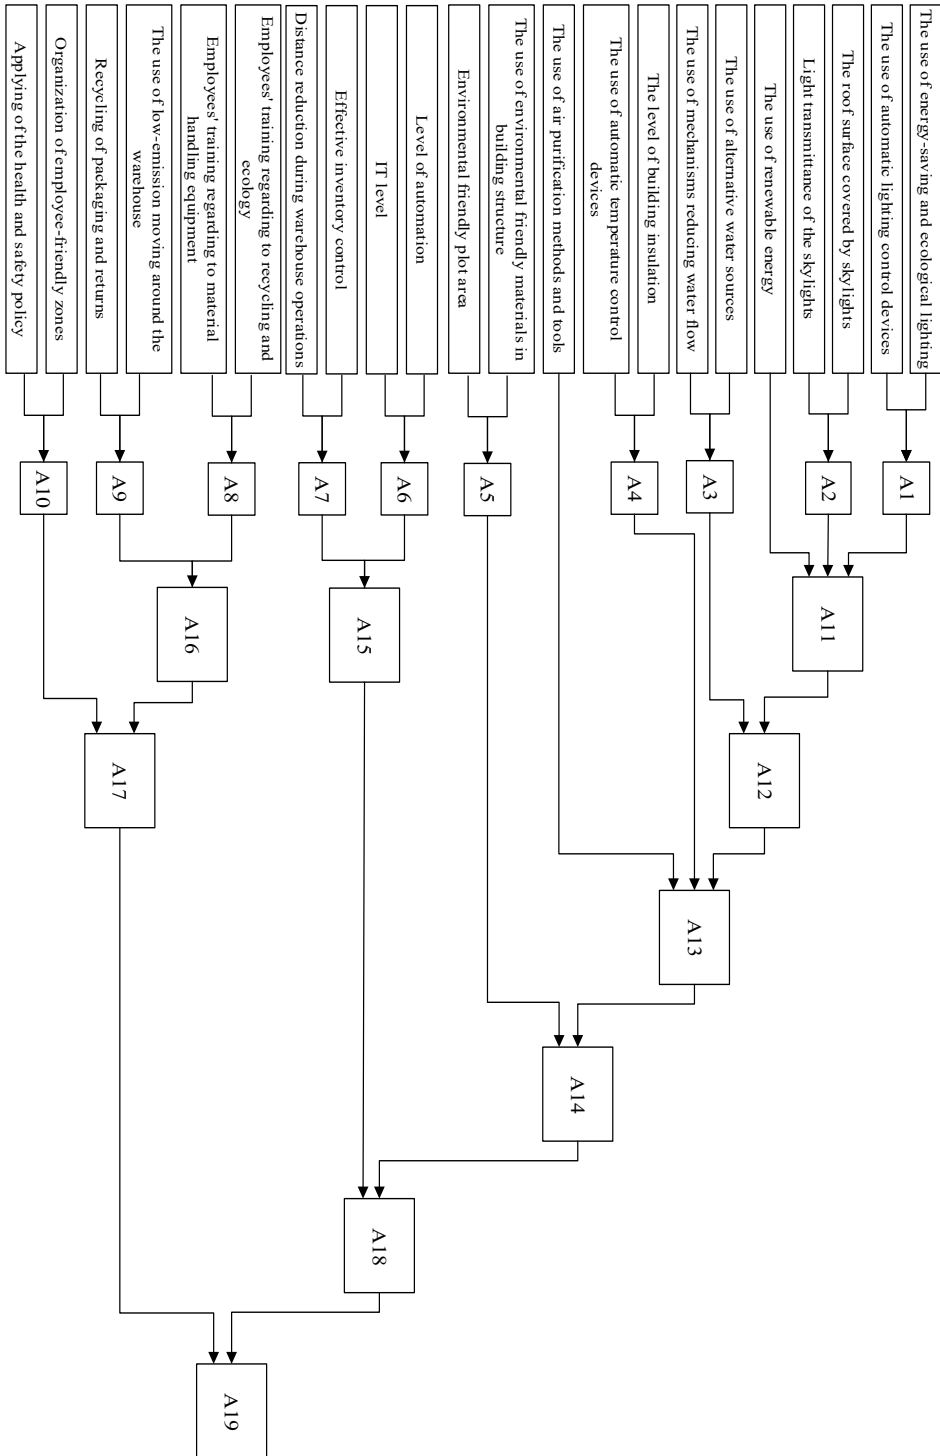 The use of energy-saving and ecological lighting
The use of automatic lighting control devices
The roof surface covered by skylights
Light transmittance of the skylights
The use of renewable energy
The use of alternative water sources
The use of mechanisms reducing water flow
The level of building insulation
The use of automatic temperature control
devices
The use of air purification methods and tools
The use of environmental friendly materials in
building structure
Environmental friendly plot area
Level of automation
IT level
Effective inventory control
Distance reduction during warehouse operations
Employees' training regarding to recycling and
ecology
Employees' training regarding to material
handling equipment
The use of low-emission moving around the
warehouse
Recycling of packaging and returns
Organization of employee-friendly zones
Applying of the health and safety policy
A1
A2
A3
A4
A5
A6
A7
A8
A9
A10
A11
A12
A13
A14
A15
A16
A17
A18
A19